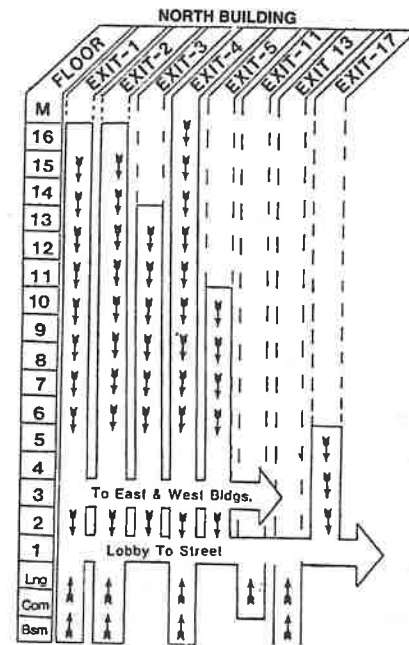 NORTH BUILDING
FLOOR
EXIT-1
EXIT-2
EXIT-3
EXIT-4
EXIT-5
EXIT-11
EXIT 13
EXIT-17
M
16
15
14
13
12
11
10
9
8
7
6
5
4
3 To East & West Bldgs.
2
1 Lobby To Street
Lng
Com
Bsm